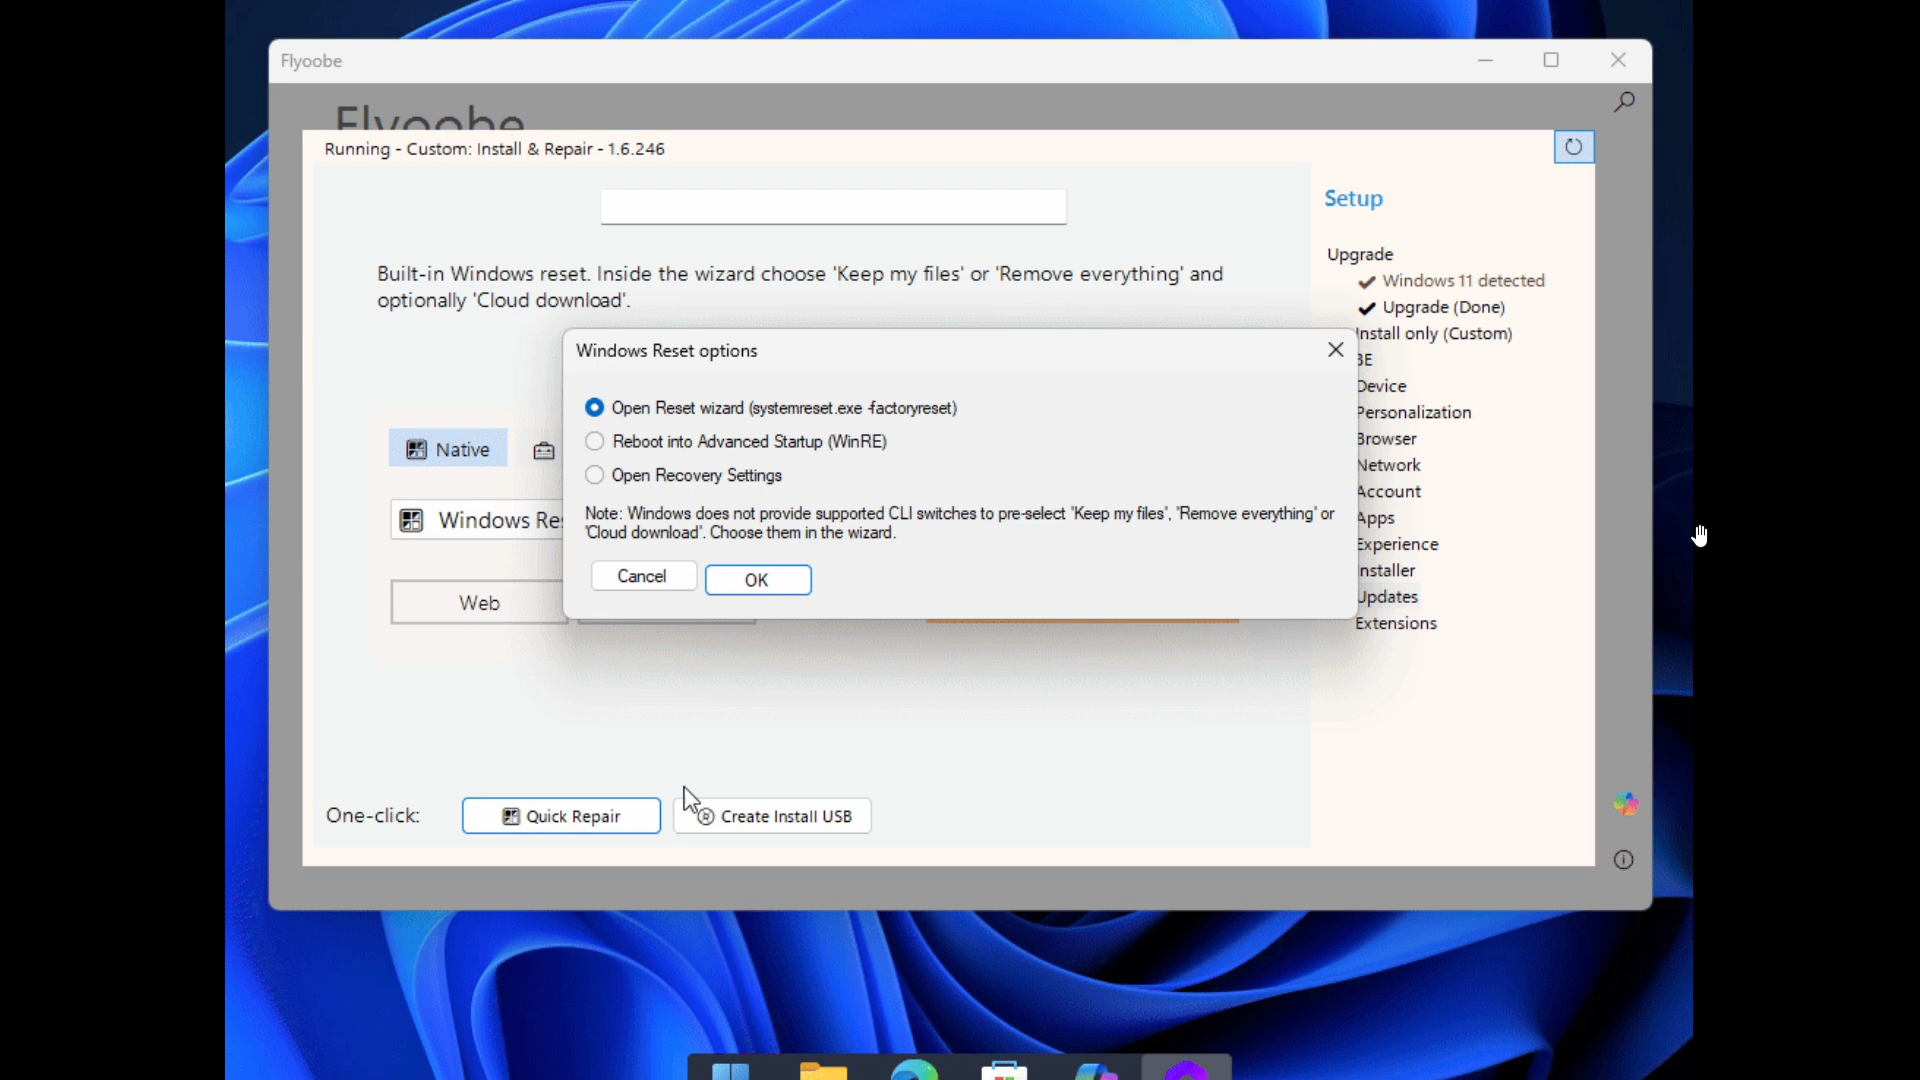 Flyoobe
Flyoobe
Running - Custom: Install & Repair - 1.6.246
Built-in Windows reset. Inside the wizard choose 'Keep my files' or 'Remove everything' and
optionally 'Cloud download'.
Native
Windows Res
Web
Windows Reset options
Open Reset wizard (systemreset.exe -factoryreset)
Reboot into Advanced Startup (WinRE)
Open Recovery Settings
Note: Windows does not provide supported CLI switches to pre-select 'Keep my files', 'Remove everything' or
'Cloud download'. Choose them in the wizard.
Cancel
OK
Setup
Upgrade
Windows 11 detected
Upgrade (Done)
Install only (Custom)
BE
Device
Personalization
Browser
Network
Account
Apps
Experience
Installer
Updates
Extensions
One-click:
Quick Repair
Create Install USB